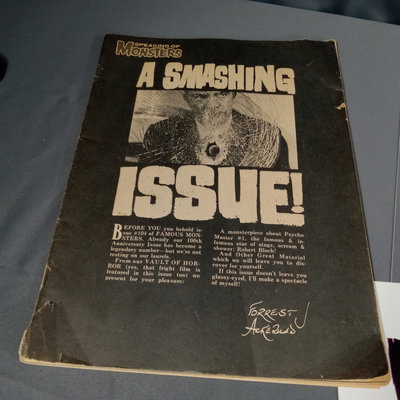 SPEAKING OF
MONSTERS
A SMASHING
ISSUE!
BEFORE YOU you behold is-
sue #104 of FAMOUS MON-
STERS. Already our 100th
Anniversary Issue has become a
legendary number—but we're not
resting on our laurels.
From our VAULT OF HOR-
ROR (yes, that fright film is
featured in this issue too) we
present for your pleasure:
A monsterpiece about Psycho
Master #1, the famous & in-
famous star of stage, scream &
shower: Robert Bloch!
And Other Great Material
which we will leave you to dis-
cover for yourself.
If this issue doesn't leave you
glassy-eyed, I'll make a spectacle
of myself!
FORREST J
ACKERMAN